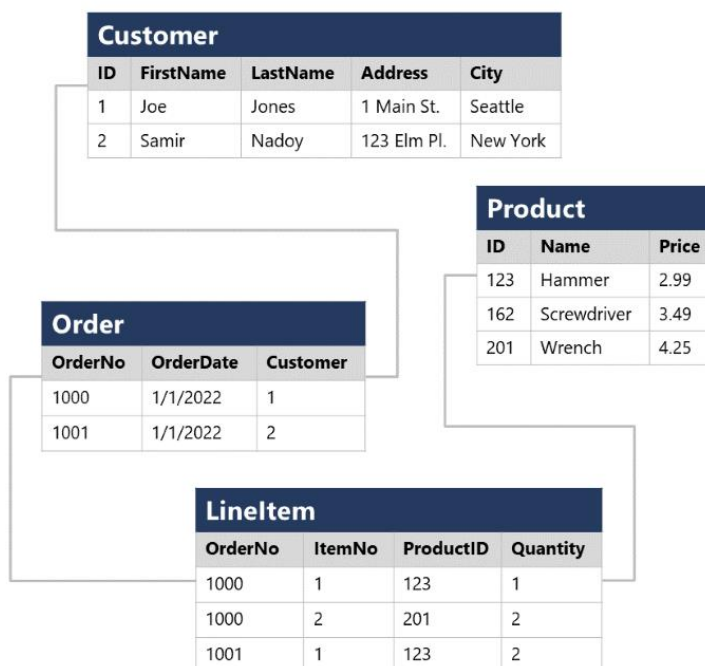 Customer
ID FirstName LastName Address City
1 Joe Jones 1 Main St. Seattle
2 Samir Nadoy 123 Elm Pl. New York
Product
ID Name Price
123 Hammer 2.99
162 Screwdriver 3.49
201 Wrench 4.25
Order
OrderNo OrderDate Customer
1000 1/1/2022 1
1001 1/1/2022 2
LineItem
OrderNo ItemNo ProductID Quantity
1000 1 123 1
1000 2 201 2
1001 1 123 2